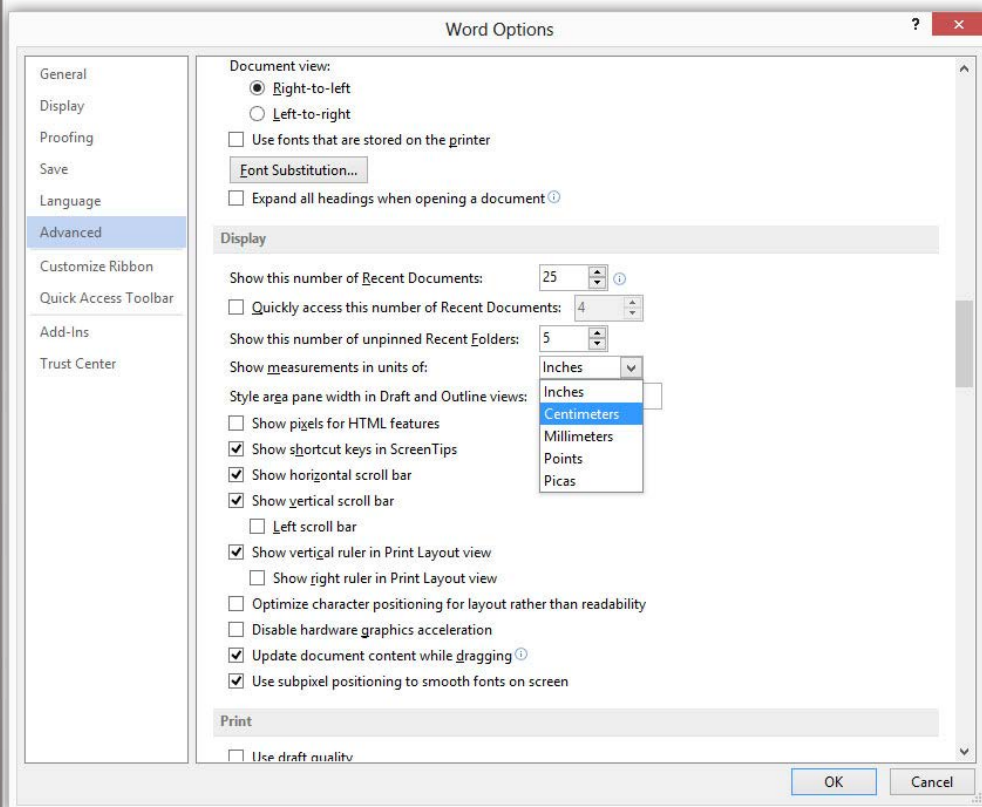 Word Options
?
General
Display
Proofing
Save
Language
Advanced
Customize Ribbon
Quick Access Toolbar
Add-Ins
Trust Center
Document view:
Right-to-left
Left-to-right
Use fonts that are stored on the printer
Font Substitution...
Expand all headings when opening a document
Display
Show this number of Recent Documents: 25
Quickly access this number of Recent Documents: 4
Show this number of unpinned Recent Folders: 5
Show measurements in units of: Inches
Inches
Style area pane width in Draft and Outline views:
Centimeters
Show pixels for HTML features
Millimeters
Show shortcut keys in ScreenTips
Points
Show horizontal scroll bar
Picas
Show vertical scroll bar
Left scroll bar
Show vertical ruler in Print Layout view
Show right ruler in Print Layout view
Optimize character positioning for layout rather than readability
Disable hardware graphics acceleration
Update document content while dragging
Use subpixel positioning to smooth fonts on screen
Print
Use draft quality
OK
Cancel